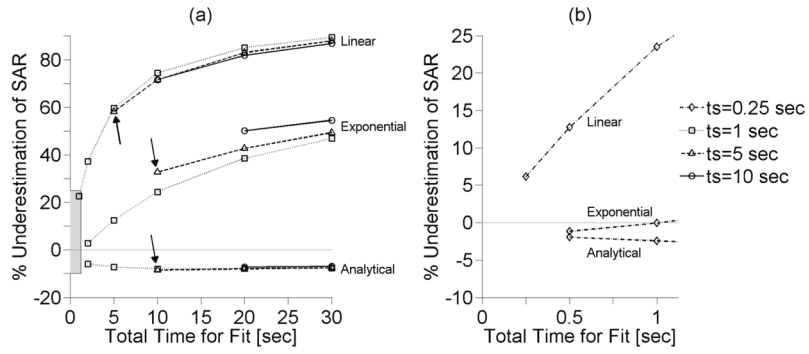 (a)
% Underestimation of SAR
80
60
40
20
0
-20
0
5
10
15
20
25
30
Total Time for Fit [sec]
Linear
Exponential
Analytical
(b)
% Underestimation of SAR
25
20
15
10
5
0
-5
-10
0
0.5
1
Total Time for Fit [sec]
Linear
Exponential
Analytical
ts=0.25 sec
ts=1 sec
ts=5 sec
ts=10 sec